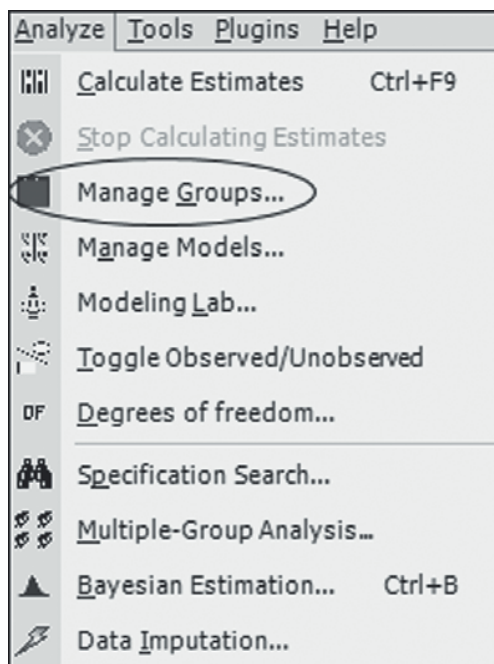 Analyze Tools Plugins Help
Calculate Estimates Ctrl+F9
Stop Calculating Estimates
Manage Groups...
Manage Models...
Modeling Lab...
Toggle Observed/Unobserved
DF Degrees of freedom...
Specification Search...
Multiple-Group Analysis...
Bayesian Estimation... Ctrl+B
Data Imputation...